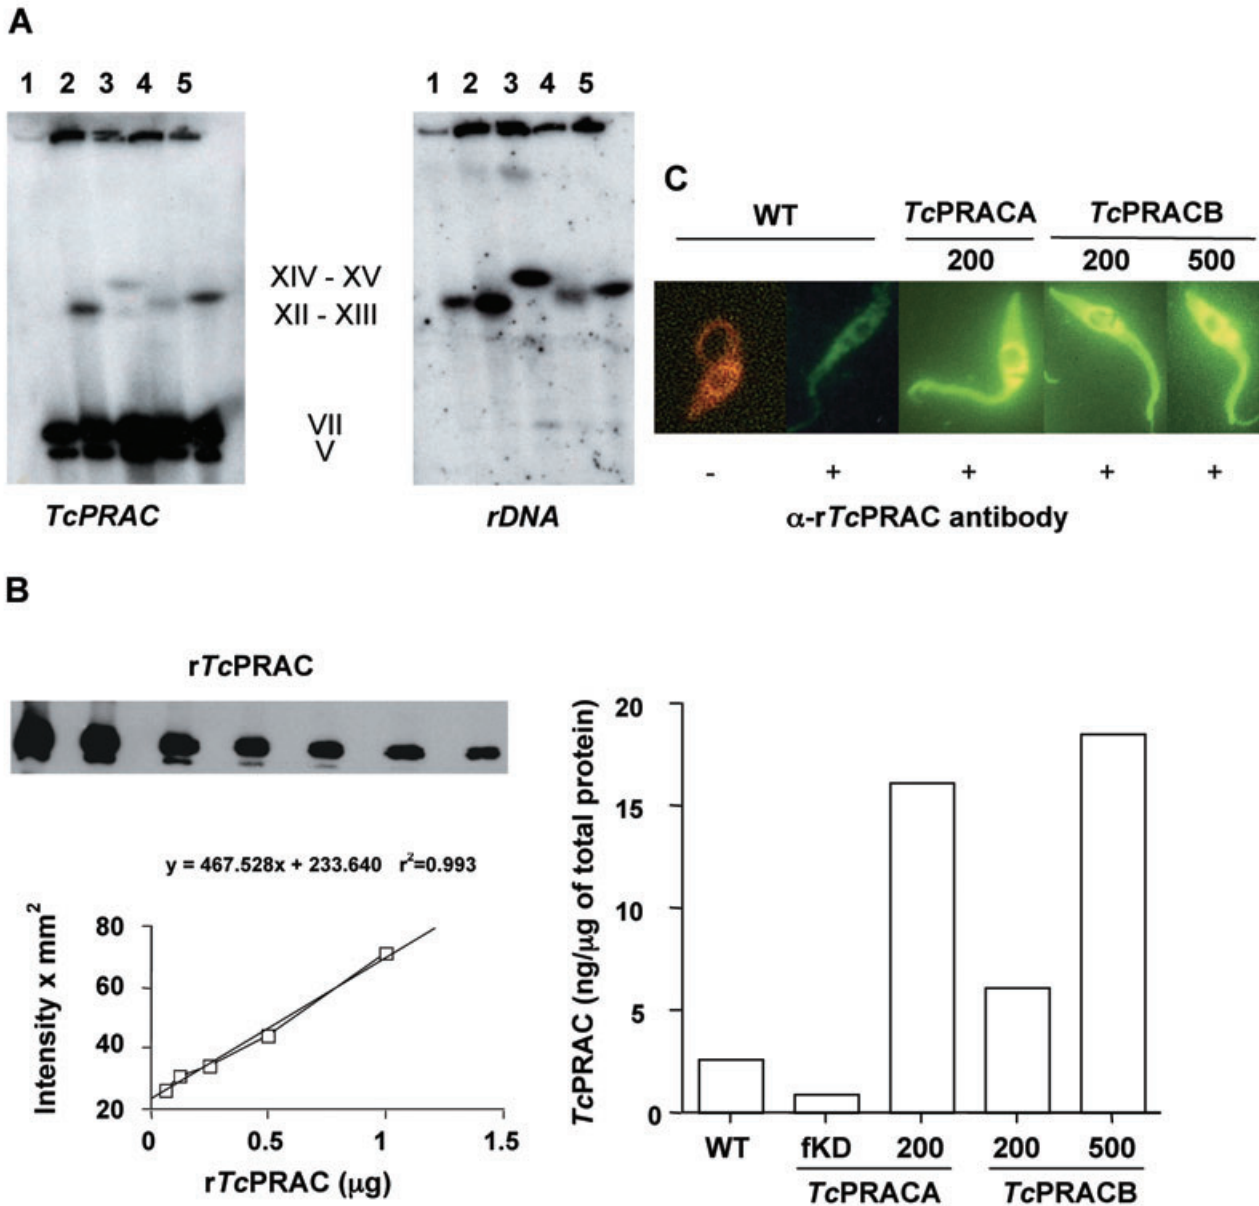 A
1 2 3 4 5
1 2 3 4 5
XIV - XV
XII - XIII
VII
V
TcPRAC
rDNA
C
WT
TcPRACA
TcPRACB
200
200
500
- + + + +
α-rTcPRAC antibody
B
rTcPRAC
y = 467.528x + 233.640 r²=0.993
Intensity x mm²
80
60
40
20
0
0.5
1
1.5
rTcPRAC (µg)
TcPRAC (ng/µg of total protein)
20
15
10
5
0
WT
fKD
200
200
500
TcPRACA
TcPRACB